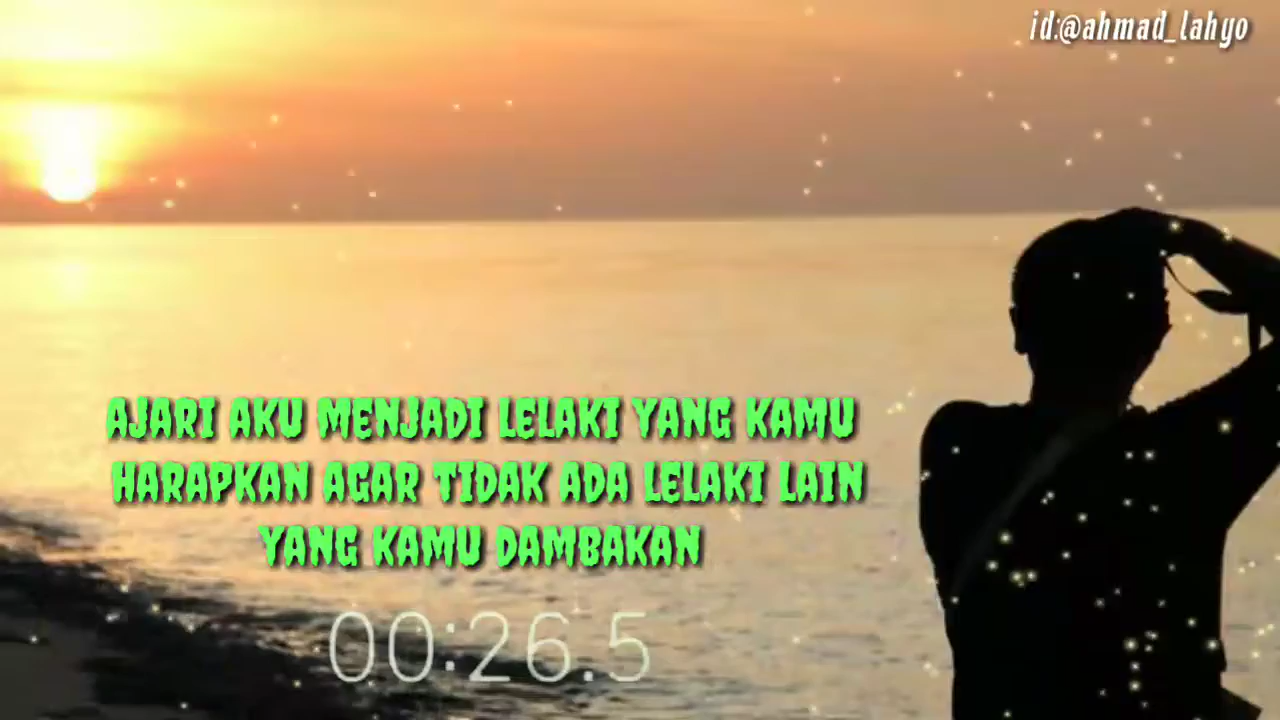 id:@ahmad_lahyo
AJARI AKU MENJADI LELAKI YANG KAMU
HARAPKAN AGAR TIDAK ADA LELAKI LAIN
YANG KAMU DAMBAKAN
00:26.5